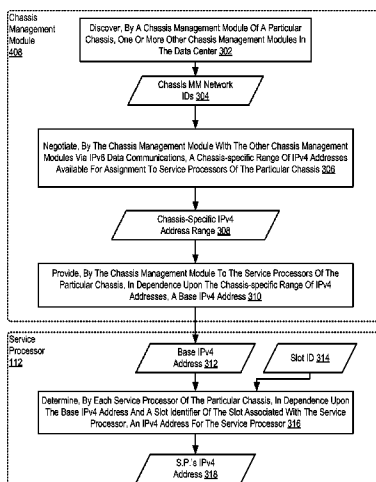 Chassis
Management
Module
408
Discover, By A Chassis Management Module Of A Particular
Chassis, One Or More Other Chassis Management Modules In
The Data Center 302
Chassis MM Network
IDs 304
Negotiate, By The Chassis Management Module With The Other Chassis Management
Modules Via IPv6 Data Communications, A Chassis-specific Range Of IPv4 Addresses
Available For Assignment To Service Processors Of The Particular Chassis 306
Chassis-Specific IPv4
Address Range 308
Provide, By The Chassis Management Module To The Service Processors Of The
Particular Chassis, In Dependence Upon The Chassis-specific Range Of IPv4
Addresses, A Base IPv4 Address 310
Service
Processor
112
Base IPv4
Address 312
Slot ID 314
Determine, By Each Service Processor Of The Particular Chassis, In Dependence Upon
The Base IPv4 Address And A Slot Identifier Of The Slot Associated With The Service
Processor, An IPv4 Address For The Service Processor 316
S.P.'s IPv4
Address 318